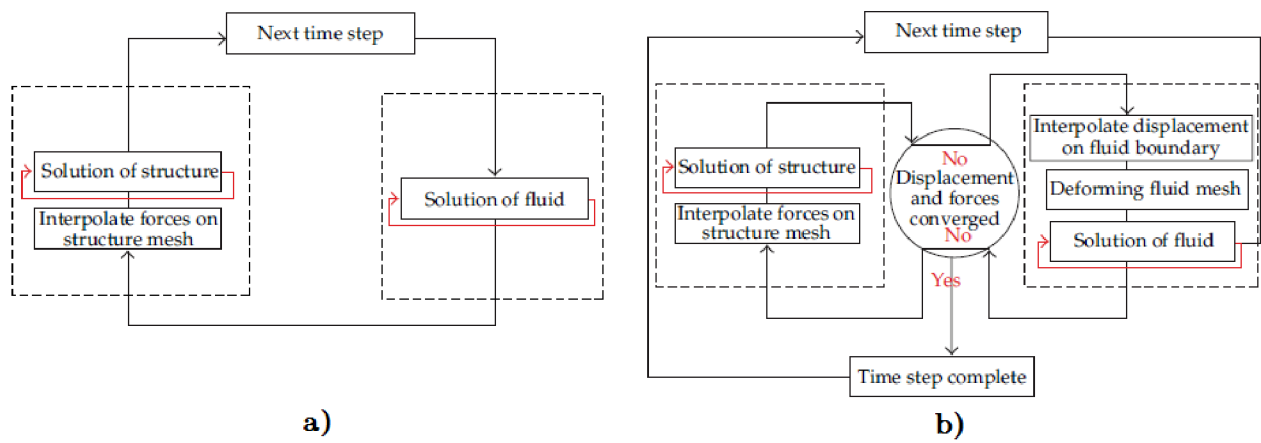 Next time step
Solution of structure
Interpolate forces on
structure mesh
Solution of fluid
a)
Next time step
Solution of structure
Interpolate forces on
structure mesh
No
Displacement
and forces
converged
No
Yes
Interpolate displacement
on fluid boundary
Deforming fluid mesh
Solution of fluid
Time step complete
b)